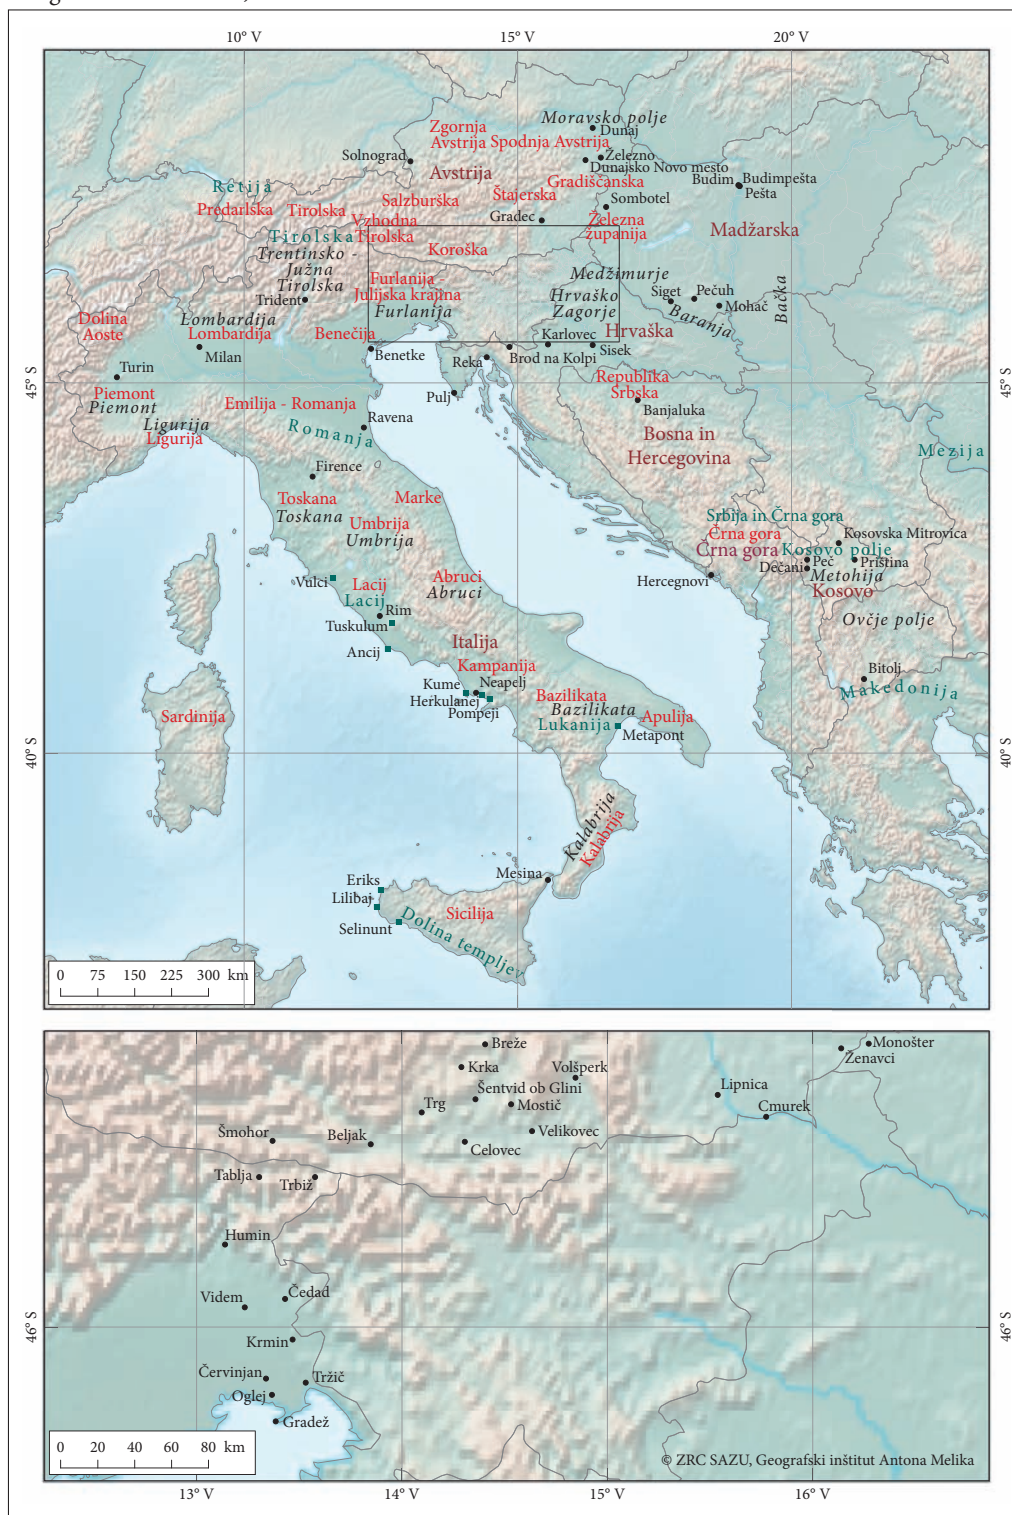 10° V 15° V 20° V
Moravsko polje
Dunaj
Zgornja
Avstrija
Spodnja Avstrija
Solnograd
Železno
Dunajsko Novo mesto
Avstrija
Gradiščanska
Budim
Budimpešta
Pešta
Retija
Predarlska
Tirolska
Salzburška
Štajerska
Sombotel
Gradec
Železna
županija
Madžarska
Vzhodna
Tirolska
Tirolska
Koroška
Trentinsko -
Južna
Tirolska
Trident
Furlanija -
Julijska krajina
Furlanija
Medžimurje
Hrvaško
Zagorje
Siget
Pečuh
Mohač
Baranja
Bačka
Dolina
Aoste
Lombardija
Lombardija
Milan
Benečija
Benetke
Karlovec
Hrvaška
Sisek
Brod na Kolpi
Reka
Turin
45° S 45° S
Piemont
Piemont
Pulj
Republika
Srbska
Banjaluka
Emilija - Romanja
Ravena
Romanja
Ligurija
Ligurija
Bosna in
Hercegovina
Mezija
Firence
Toskana
Toskana
Marke
Umbrija
Umbrija
Srbija in Črna gora
Črna gora
Črna gora
Kosovska Mitrovica
Kosovo polje
Peč
Priština
Dečani
Metohija
Kosovo
Hercegnovi
Vulci
Lacij
Lacij
Abruci
Abruci
Rim
Tuskulum
Ancij
Ovčje polje
Italija
Bitolj
Makedonija
Kampanija
Kume
Neapelj
Herkulanej
Pompeji
Bazilikata
Bazilikata
Lukanija
Apulija
Metapont
Sardinija
40° S 40° S
Kalabrija
Kalabrija
Mesina
Eriks
Lilibaj
Selinunt
Sicilija
Dolina templjev
0 75 150 225 300 km
Breže
Monošter
Ženavci
Krka
Volšperk
Šentvid ob Glini
Lipnica
Trg
Mostič
Cmurek
Velikovec
Šmohor
Beljak
Celovec
Tablja
Trbiž
Humin
Čedad
Videm
46° S 46° S
Krmin
Červinjan
Tržič
Oglej
Gradež
0 20 40 60 80 km
© ZRC SAZU, Geografski inštitut Antona Melika
13° V 14° V 15° V 16° V